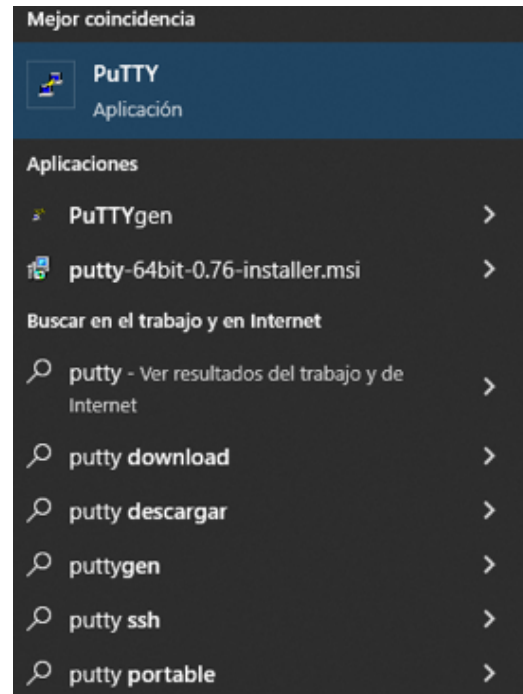 Mejor coincidencia
PuTTY
Aplicación
Aplicaciones
PuTTYgen
putty-64bit-0.76-installer.msi
Buscar en el trabajo y en Internet
putty - Ver resultados del trabajo y de
Internet
putty download
putty descargar
puttygen
putty ssh
putty portable